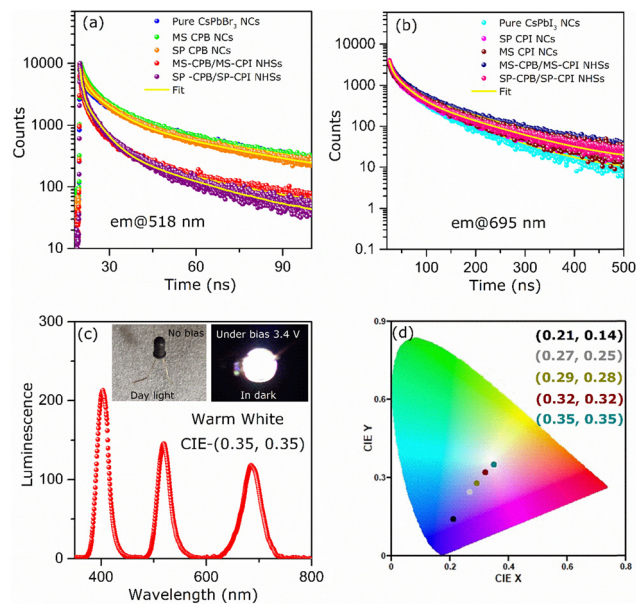 (a)
Pure CsPbBr3 NCs
MS CPB NCs
SP CPB NCs
MS-CPB/MS-CPI NHSs
SP -CPB/SP-CPI NHSs
Fit
Counts
10000
1000
100
10
em@518 nm
30 60 90
Time (ns)
(b)
Pure CsPbI3 NCs
SP CPI NCs
MS CPI NCs
MS-CPB/MS-CPI NHSs
SP-CPB/SP-CPI NHSs
Fit
Counts
10000
1000
100
10
1
0.1
em@695 nm
100 200 300 400 500
Time (ns)
(c)
No bias
Day light
Under bias 3.4 V
In dark
Warm White
CIE-(0.35, 0.35)
Luminescence
300
200
100
0
400 500 600 700 800
Wavelength (nm)
(d)
(0.21, 0.14)
(0.27, 0.25)
(0.29, 0.28)
(0.32, 0.32)
(0.35, 0.35)
CIE Y
0.9
0.6
0.3
0.0
0.0 0.2 0.4 0.6 0.8
CIE X